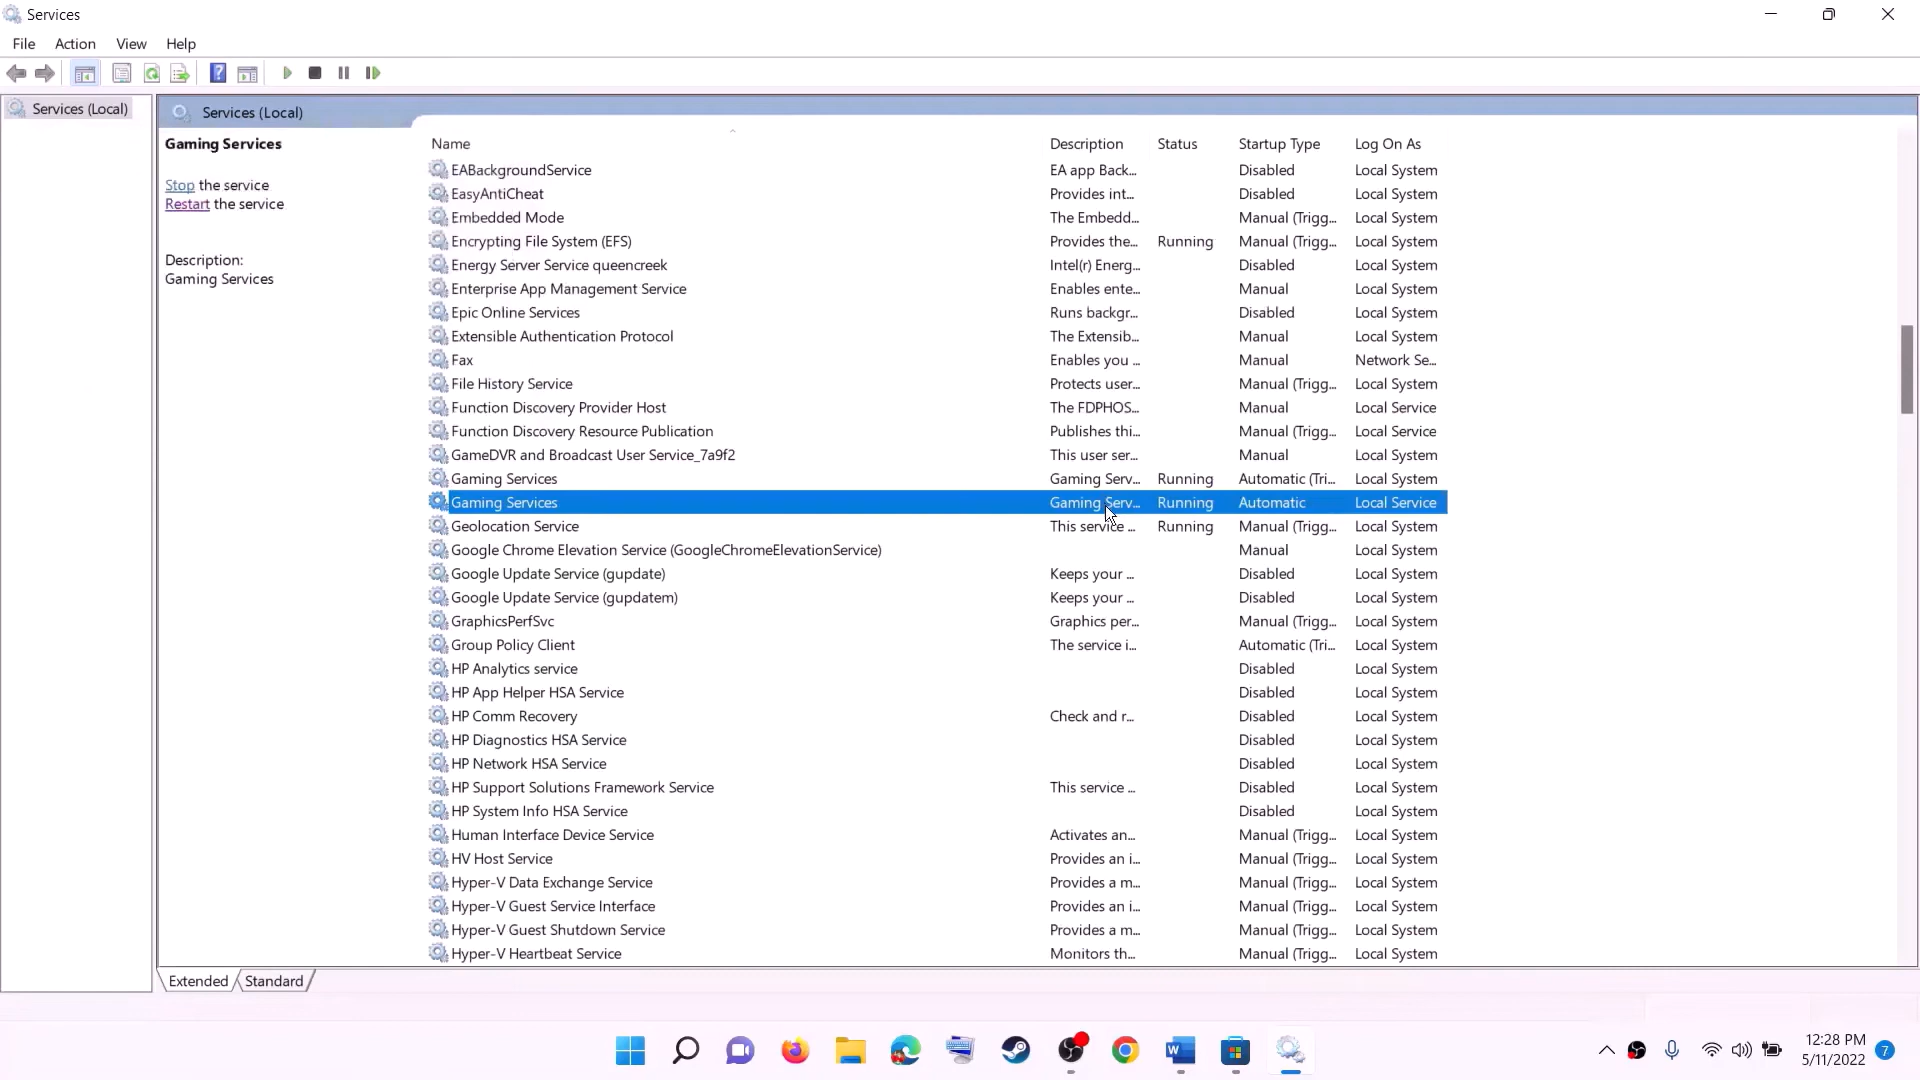 Services
File Action View Help
Services (Local)
Services (Local)
Gaming Services
Stop the service
Restart the service
Description:
Gaming Services
Name Description Status Startup Type Log On As
EABackgroundService EA app Back... Disabled Local System
EasyAntiCheat Provides int... Disabled Local System
Embedded Mode The Embedd... Manual (Trigg... Local System
Encrypting File System (EFS) Provides the... Running Manual (Trigg... Local System
Energy Server Service queencreek Intel(r) Energ... Disabled Local System
Enterprise App Management Service Enables ente... Manual Local System
Epic Online Services Runs backgr... Disabled Local System
Extensible Authentication Protocol The Extensib... Manual Local System
Fax Enables you ... Manual Network Se...
File History Service Protects user... Manual (Trigg... Local System
Function Discovery Provider Host The FDPHOS... Manual Local Service
Function Discovery Resource Publication Publishes thi... Manual (Trigg... Local Service
GameDVR and Broadcast User Service_7a9f2 This user ser... Manual Local System
Gaming Services Gaming Serv... Running Automatic (Tri... Local System
Gaming Services Gaming Serv... Running Automatic Local Service
Geolocation Service This service ... Running Manual (Trigg... Local System
Google Chrome Elevation Service (GoogleChromeElevationService) Manual Local System
Google Update Service (gupdate) Keeps your ... Disabled Local System
Google Update Service (gupdatem) Keeps your ... Disabled Local System
GraphicsPerfSvc Graphics per... Manual (Trigg... Local System
Group Policy Client The service i... Automatic (Tri... Local System
HP Analytics service Disabled Local System
HP App Helper HSA Service Disabled Local System
HP Comm Recovery Check and r... Disabled Local System
HP Diagnostics HSA Service Disabled Local System
HP Network HSA Service Disabled Local System
HP Support Solutions Framework Service This service ... Disabled Local System
HP System Info HSA Service Disabled Local System
Human Interface Device Service Activates an... Manual (Trigg... Local System
HV Host Service Provides an i... Manual (Trigg... Local System
Hyper-V Data Exchange Service Provides a m... Manual (Trigg... Local System
Hyper-V Guest Service Interface Provides an i... Manual (Trigg... Local System
Hyper-V Guest Shutdown Service Provides a m... Manual (Trigg... Local System
Hyper-V Heartbeat Service Monitors th... Manual (Trigg... Local System
Extended Standard
12:28 PM
5/11/2022
7